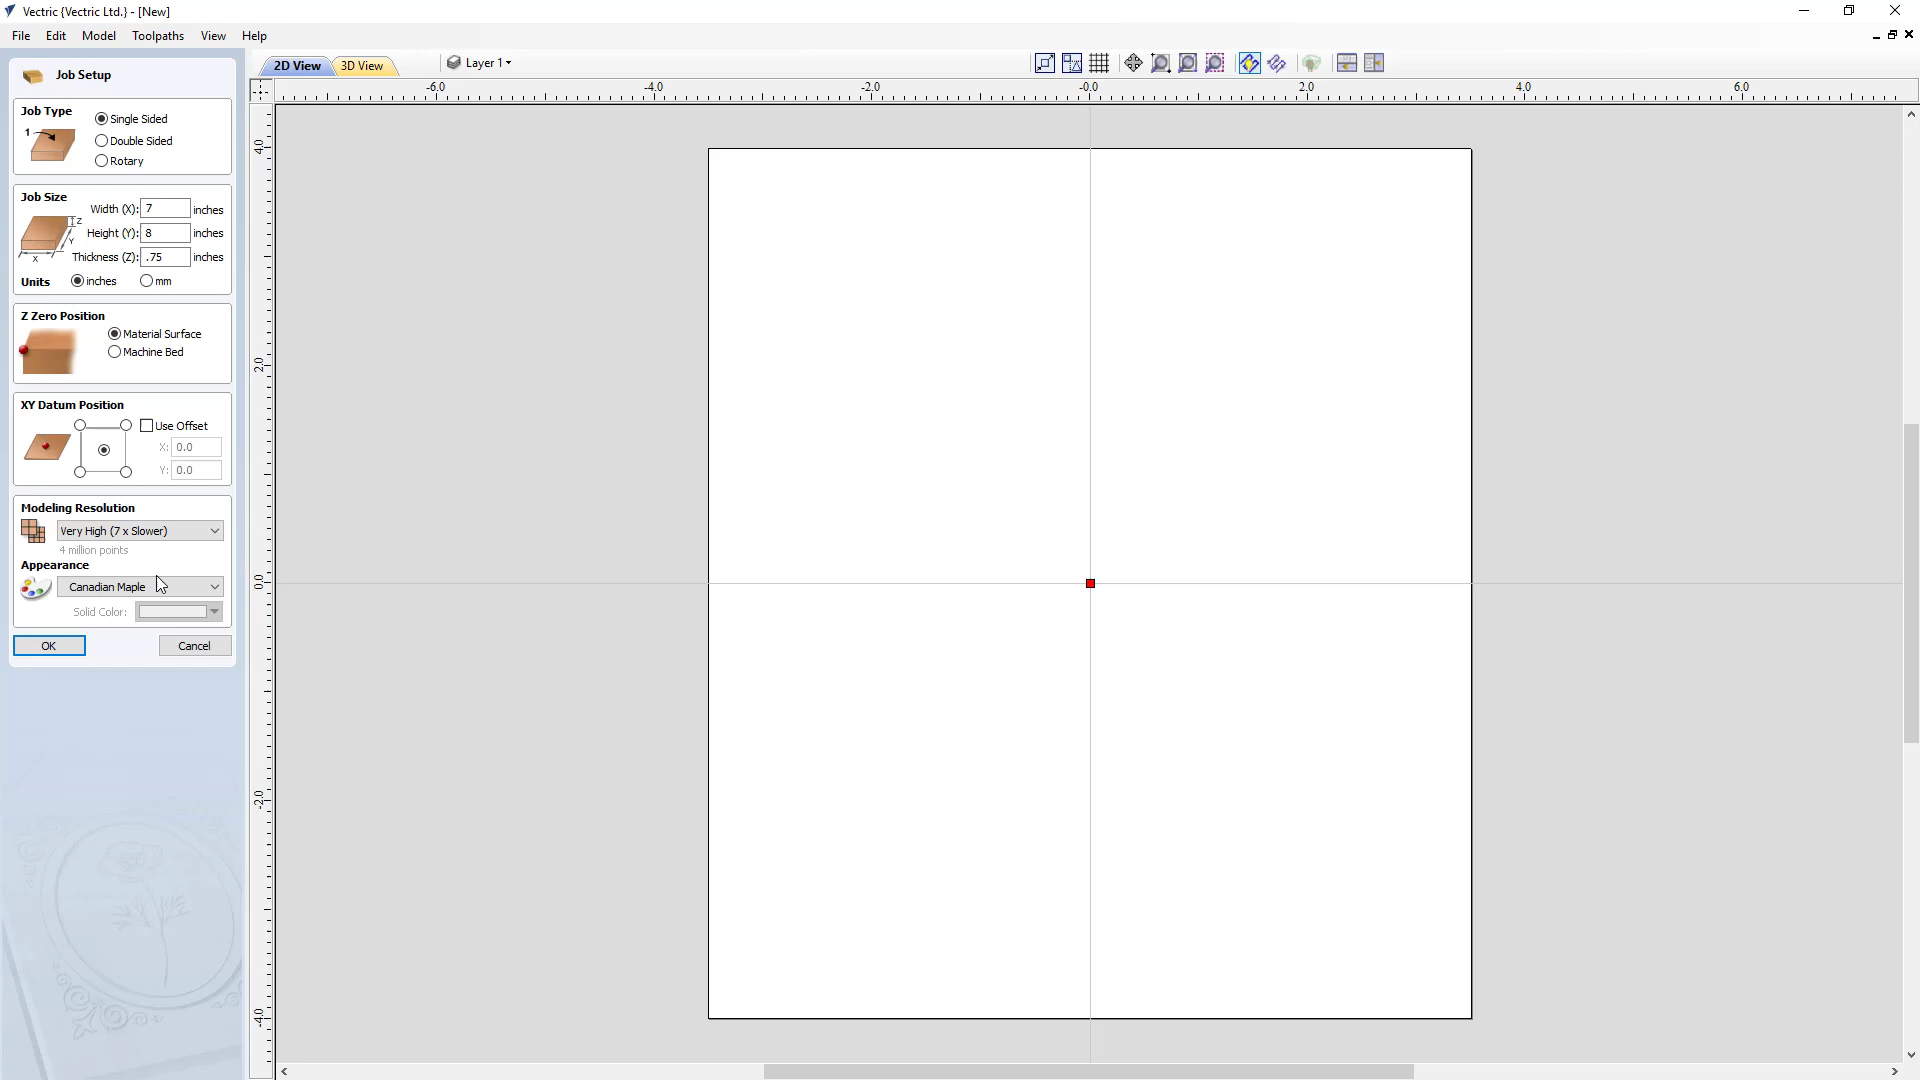 Vectric {Vectric Ltd.} - [New]
File Edit Model Toolpaths View Help
2D View 3D View Layer 1
-6.0 -4.0 -2.0 -0.0 2.0 4.0 6.0
4.0
2.0
0.0
-2.0
-4.0
Job Setup
Job Type
1
Single Sided
Double Sided
Rotary
Job Size
Z
Y
X
Width (X): 7 inches
Height (Y): 8 inches
Thickness (Z): .75 inches
Units inches mm
Z Zero Position
Material Surface
Machine Bed
XY Datum Position
Use Offset
X: 0.0
Y: 0.0
Modeling Resolution
Very High (7 x Slower)
4 million points
Appearance
Canadian Maple
Solid Color:
OK Cancel